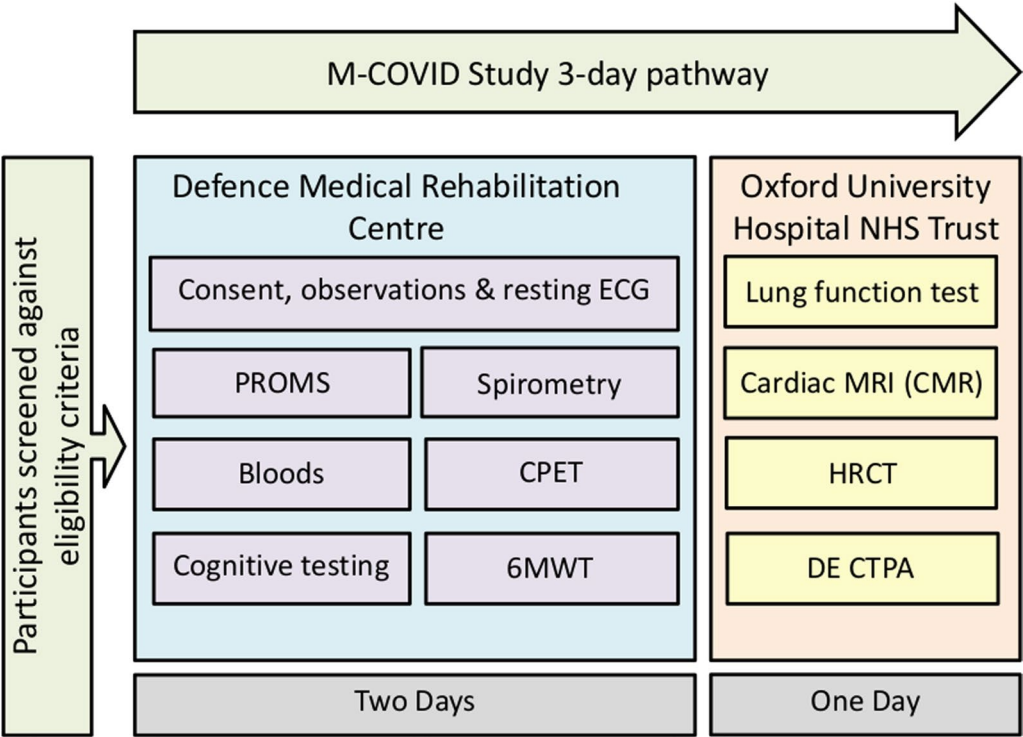 M-COVID Study 3-day pathway
Participants screened against
eligibility criteria
Defence Medical Rehabilitation
Centre
Consent, observations & resting ECG
PROMS
Spirometry
Bloods
CPET
Cognitive testing
6MWT
Two Days
Oxford University
Hospital NHS Trust
Lung function test
Cardiac MRI (CMR)
HRCT
DE CTPA
One Day